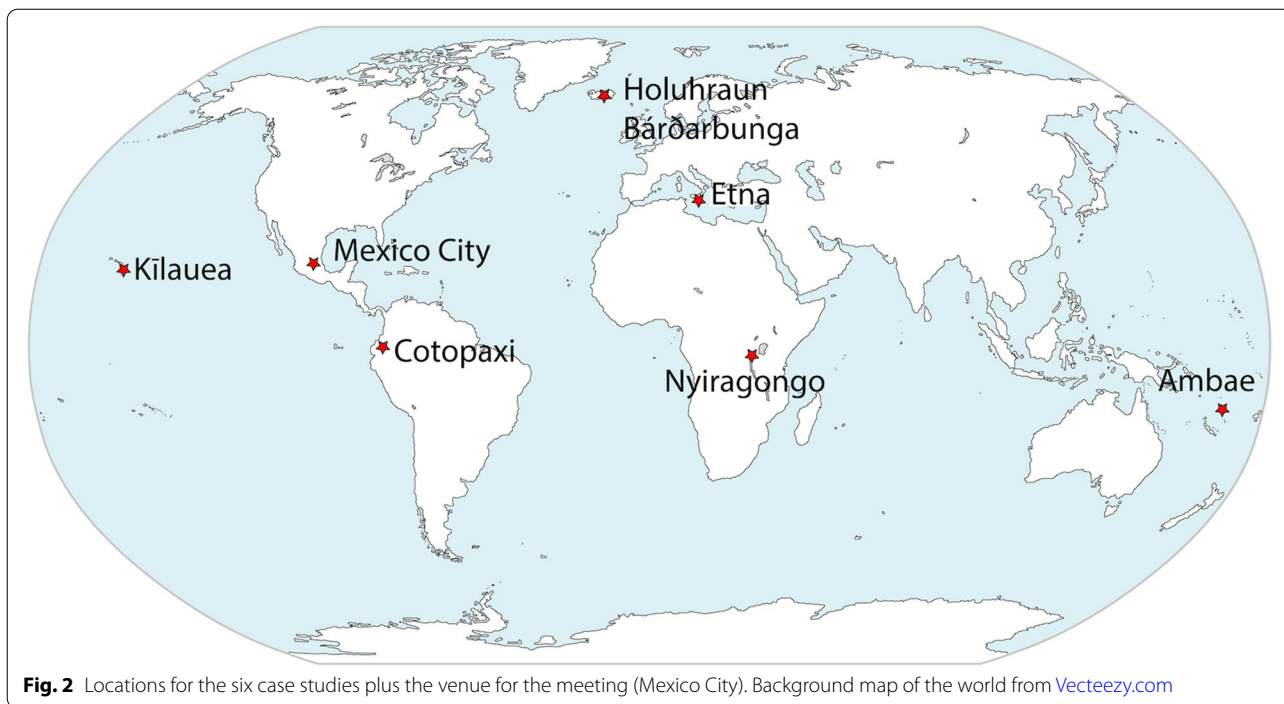 Holuhraun
Bárðarbunga
Etna
Mexico City
Kīlauea
Cotopaxi
Nyiragongo
Ambae
Fig. 2 Locations for the six case studies plus the venue for the meeting (Mexico City). Background map of the world from Vecteezy.com